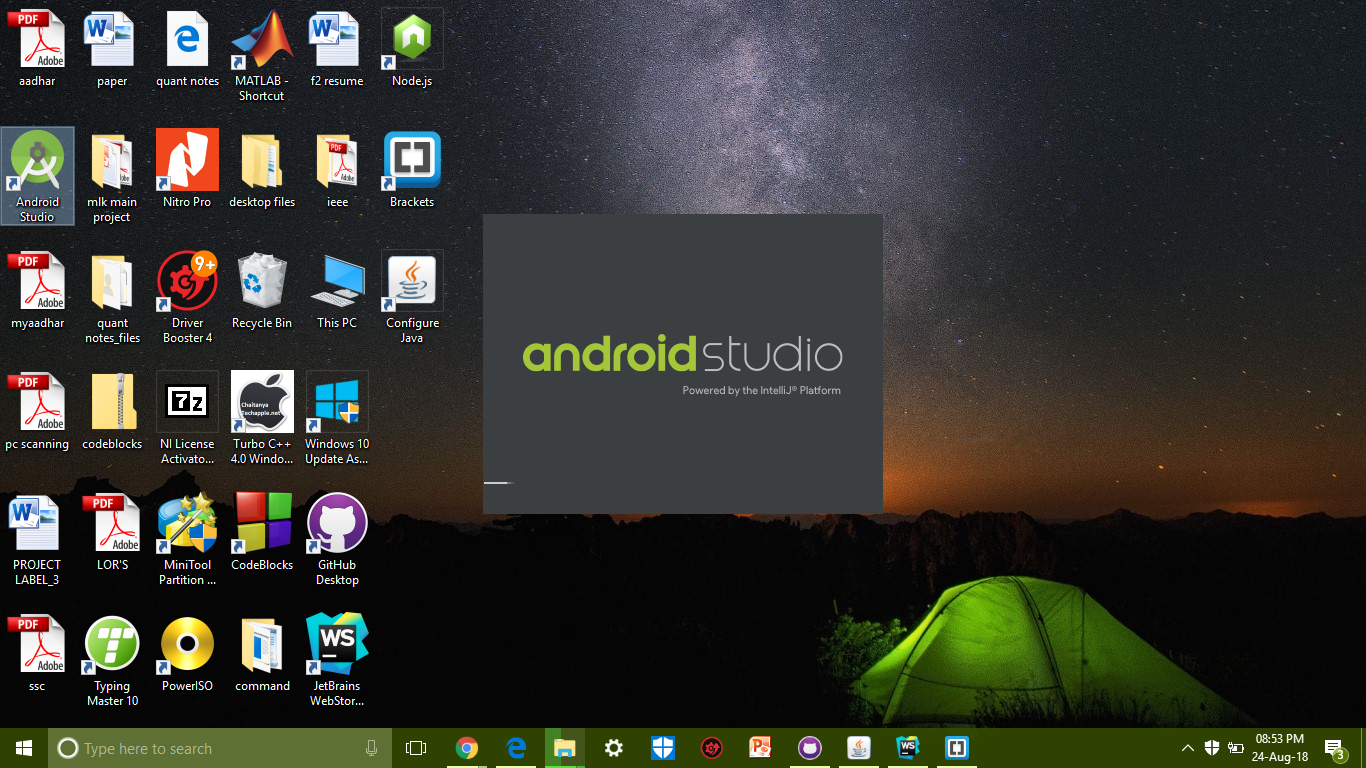 PDF
Adobe
aadhar
W
paper
e
quant notes
MATLAB -
Shortcut
W
f2 resume
Node.js
Android
Studio
mlk main
project
Nitro Pro
desktop files
PDF
ieee
Brackets
PDF
Adobe
myaadhar
quant
notes_files
9+
Driver
Booster 4
Recycle Bin
This PC
Configure
Java
PDF
Adobe
pc scanning
codeblocks
7z
NI License
Activato...
Chaitanya
Techapple.net
Turbo C++
4.0 Windo...
Windows 10
Update As...
W
PROJECT
LABEL_3
PDF
Adobe
LOR'S
MiniTool
Partition ...
CodeBlocks
GitHub
Desktop
PDF
Adobe
ssc
Typing
Master 10
PowerISO
command
WS
JetBrains
WebStor...
android studio
Powered by the IntelliJ® Platform
Type here to search
WS
08:53 PM
24-Aug-18
3